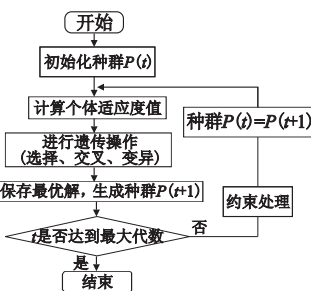 开始
初始化种群P(t)
计算个体适应度值
进行遗传操作
(选择、交叉、变异)
保存最优解，生成种群P(t+1)
t是否达到最大代数
是
结束
否
约束处理
种群P(t)=P(t+1)